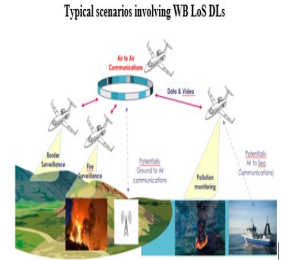 Typical scenarios involving WB LoS DLs
Air to Air
Communications
Data & Video
Border
Surveillance
Fire
Surveillance
Potentially
Ground to Air
communications
Pollution
monitoring
Potentially
Air to Sea
Communications)